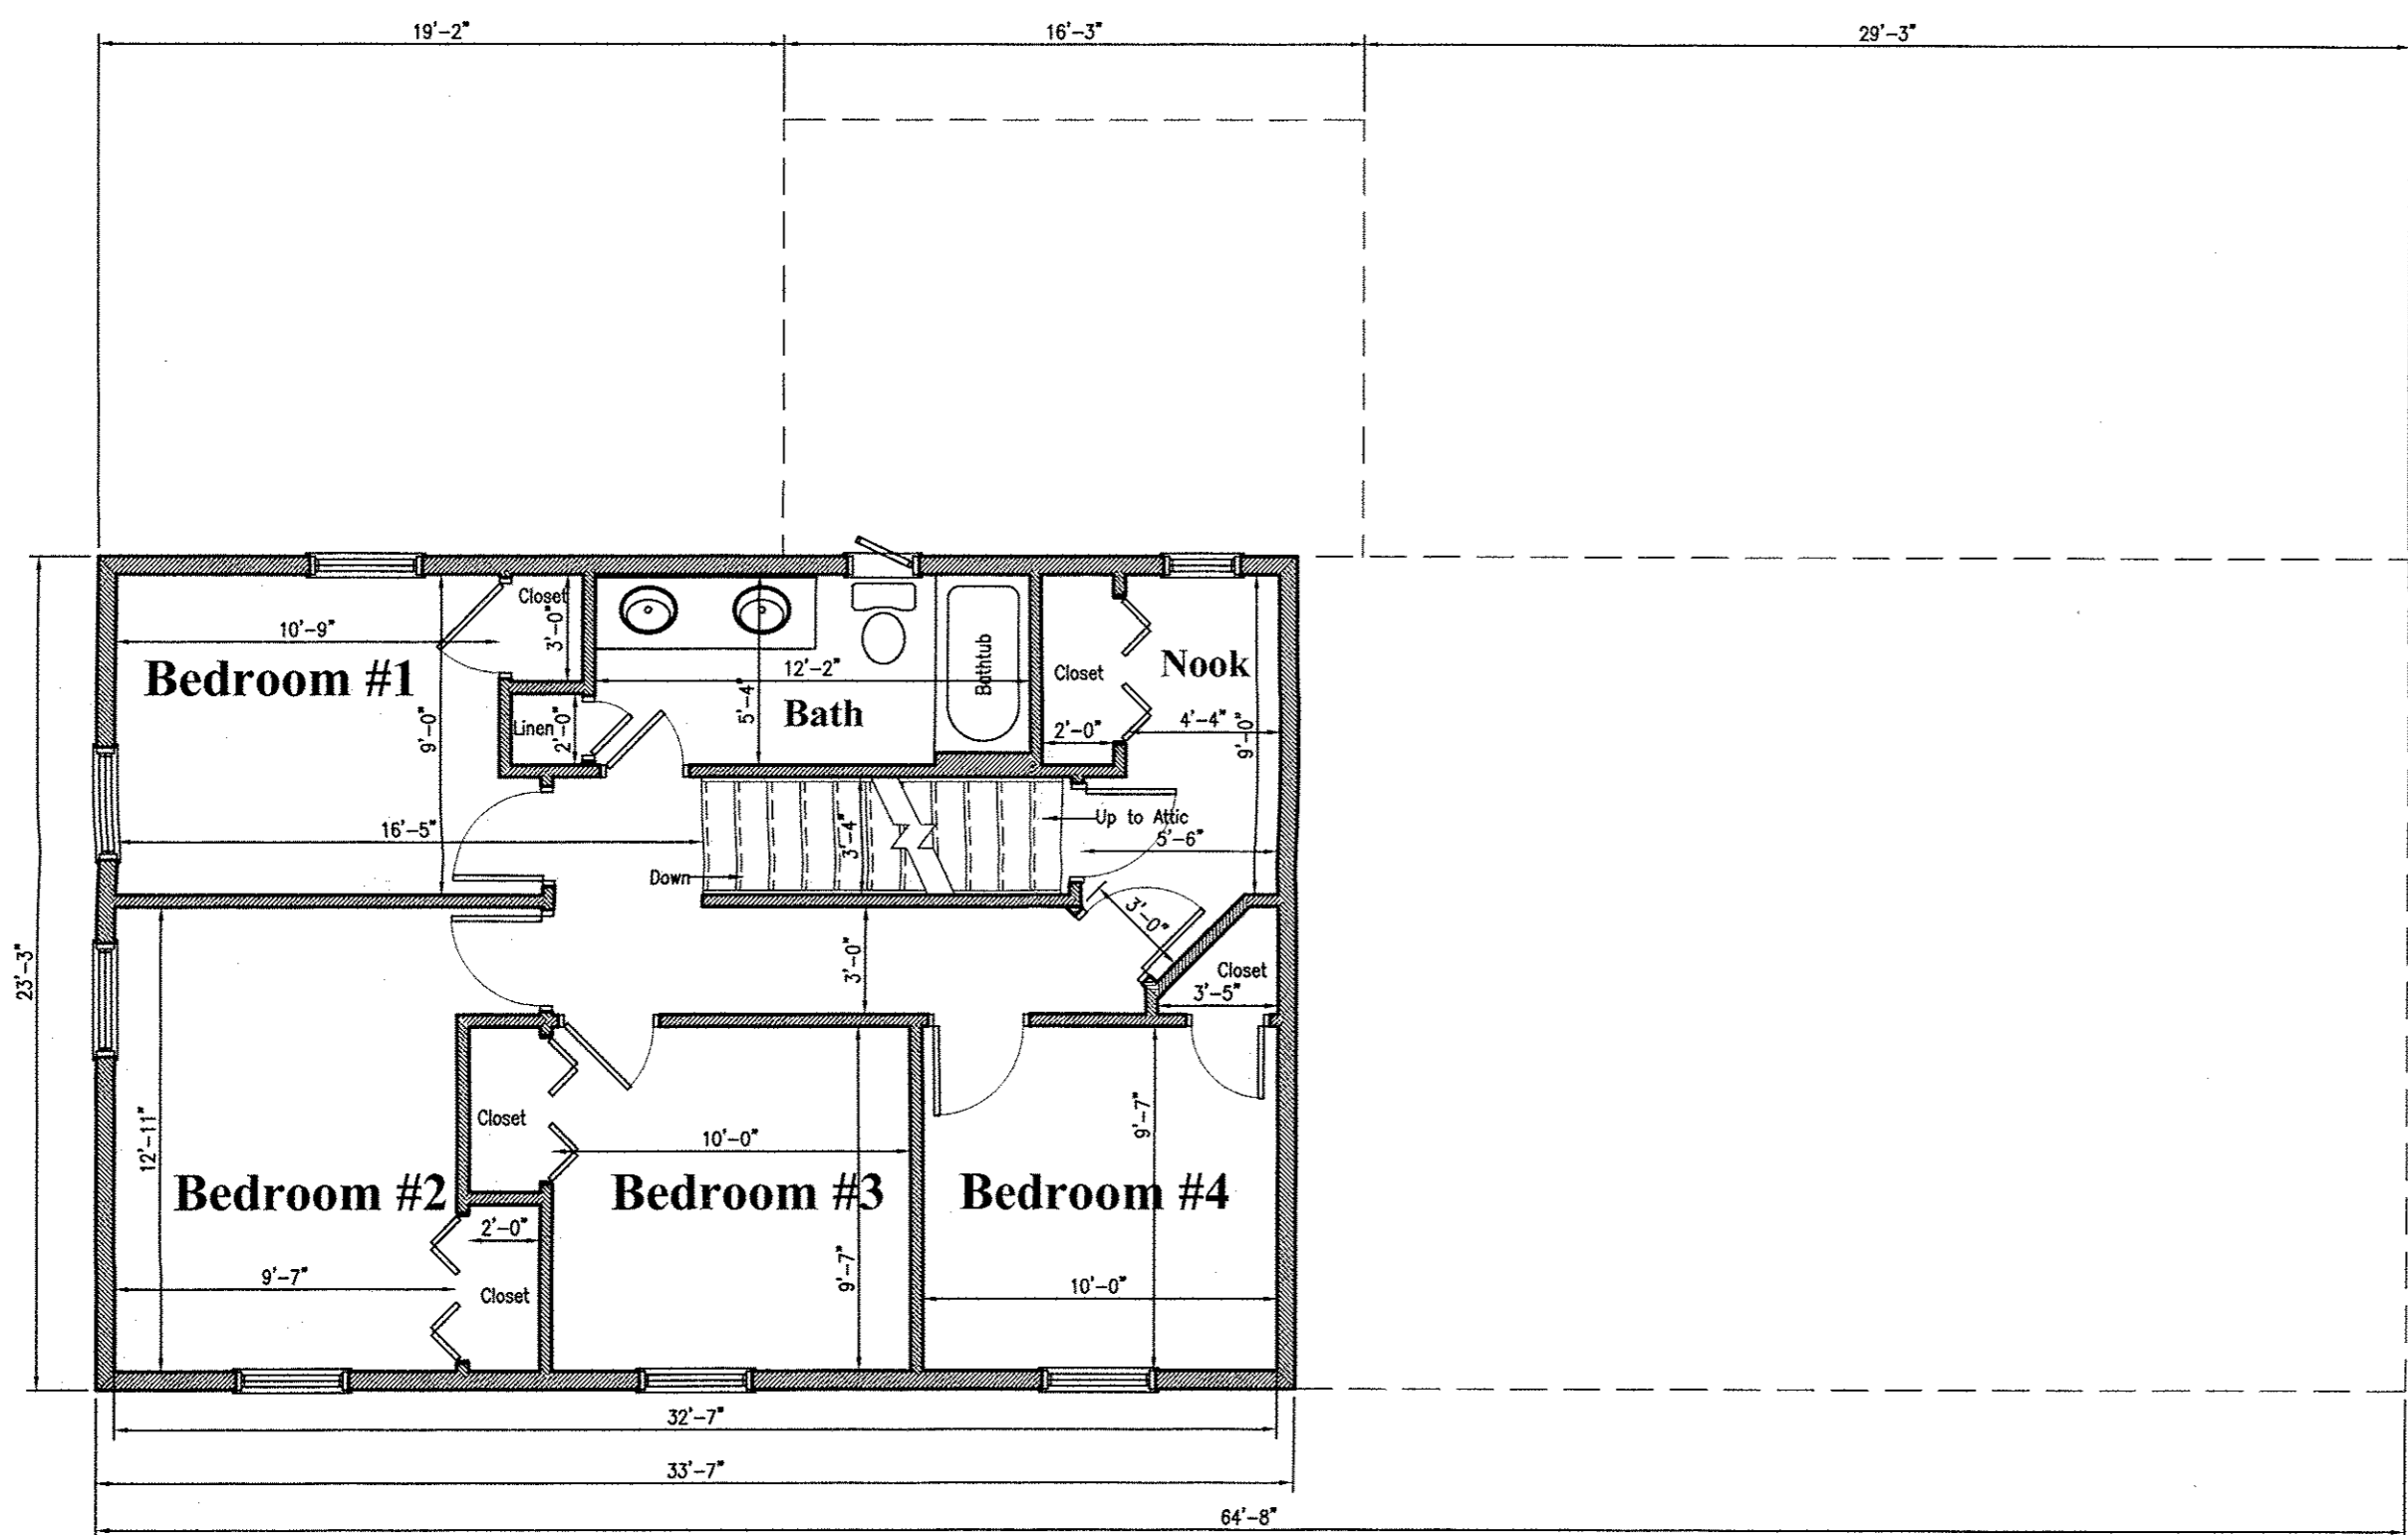 19'-2" 16'-3" 29'-3"
Closet
3'-0"
10'-9"
Bedroom #1
9'-0"
Linen
2'-0"
12'-2"
5'-4
Bath
Bathtub
Closet
2'-0"
Nook
4'-4"
9'-0"
16'-5"
Down
3'-4"
Up to Attic
5'-6"
3'-0"
23'-3"
3'-0"
Closet
3'-5"
12'-11"
Closet
10'-0"
9'-7"
Bedroom #2 Bedroom #3 Bedroom #4
2'-0"
9'-7"
Closet
9'-7"
10'-0"
32'-7"
33'-7"
64'-8"